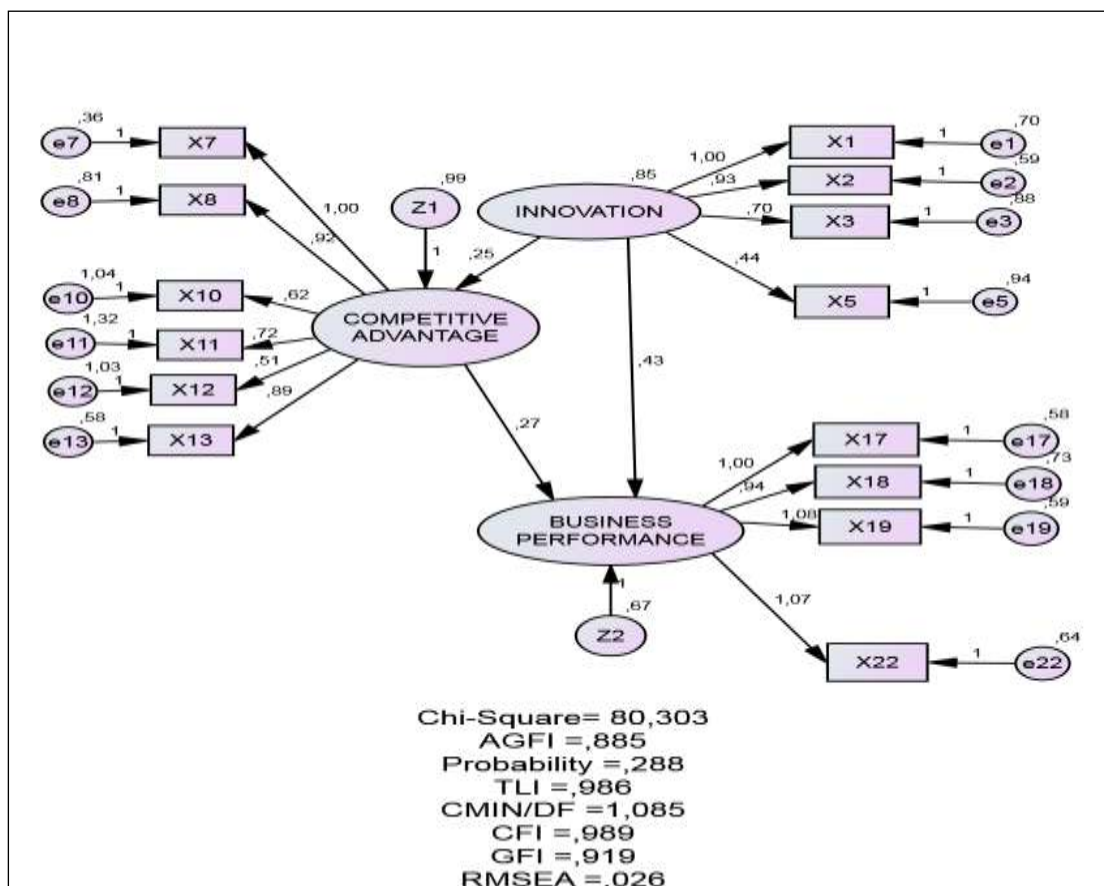 ,36
e7
1
X7
,81
e8
1
X8
1,04
e10
1
X10
1,32
e11
1
X11
1,03
e12
1
X12
,58
e13
1
X13
1,00
,92
,62
,72
,51
,89
,99
Z1
1
,85
INNOVATION
,25
COMPETITIVE
ADVANTAGE
1,00
,93
,70
,44
X1
1
,70
e1
X2
1
,59
e2
X3
1
,88
e3
X5
1
,94
e5
,43
,27
BUSINESS
PERFORMANCE
1
,67
Z2
1,00
,94
1,08
1,07
X17
1
,58
e17
X18
1
,73
e18
X19
1
,59
e19
X22
1
,64
e22
Chi-Square= 80,303
AGFI =,885
Probability =,288
TLI =,986
CMIN/DF =1,085
CFI =,989
GFI =,919
RMSEA =,026